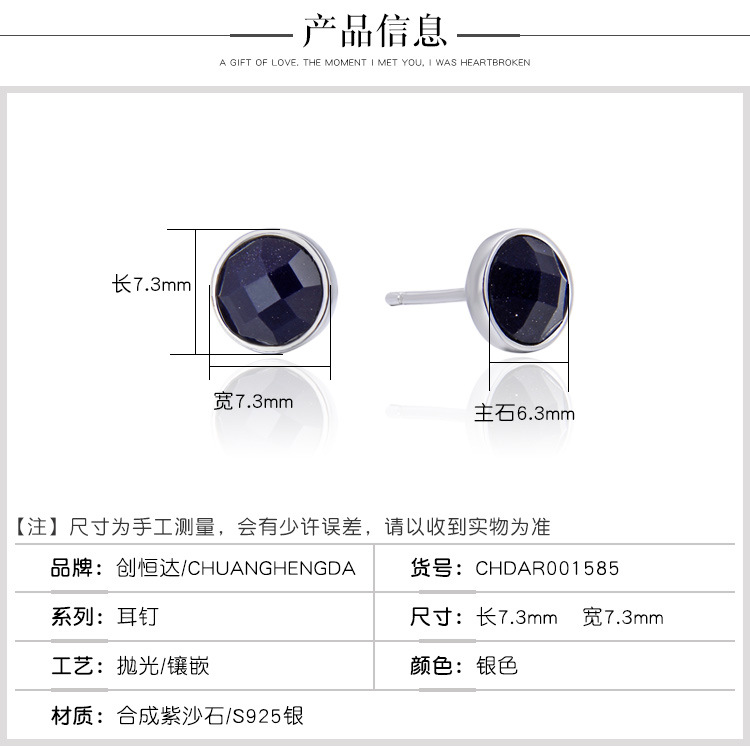 产品信息
A GIFT OF LOVE, THE MOMENT I MET YOU, I WAS HEARTBROKEN
长7.3mm
宽7.3mm
主石6.3mm
【注】尺寸为手工测量，会有少许误差，请以收到实物为准
品牌：创恒达/CHUANGHENGDA 货号：CHDAR001585
系列：耳钉 尺寸：长7.3mm 宽7.3mm
工艺：抛光/镶嵌 颜色：银色
材质：合成紫沙石/S925银